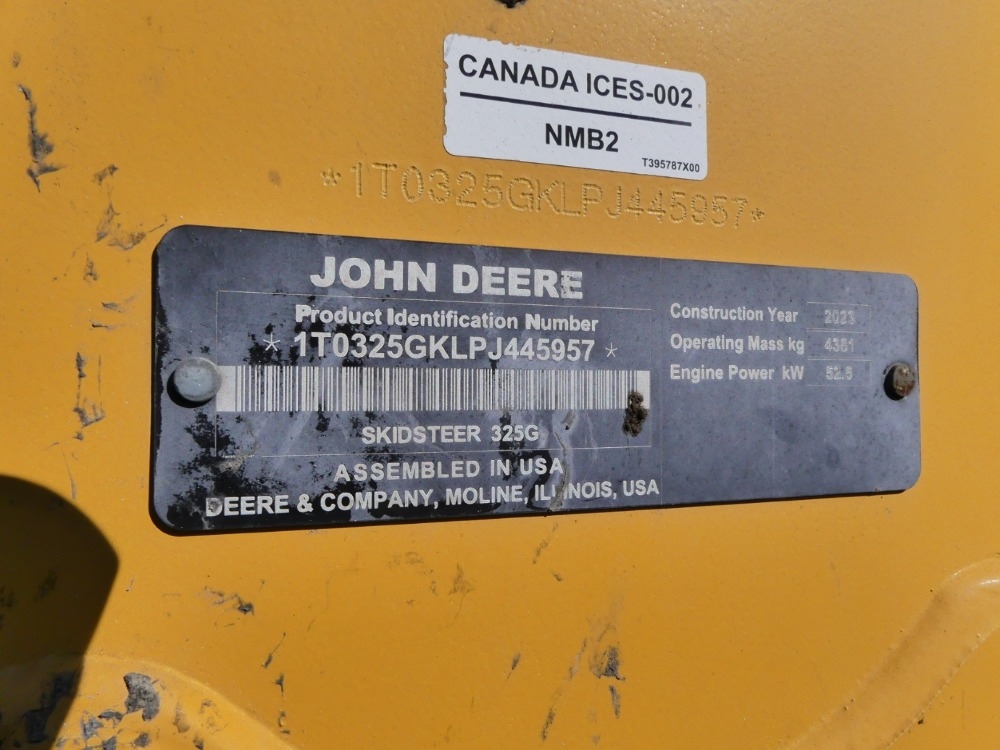 CANADA ICES-002
NMB2
T395787X00
*1T0325GKLPJ445957*
JOHN DEERE
Product Identification Number
* 1T0325GKLPJ445957 *
SKIDSTEER 325G
ASSEMBLED IN USA
DEERE & COMPANY, MOLINE, ILLINOIS, USA
Construction Year 2023
Operating Mass kg 4381
Engine Power kW